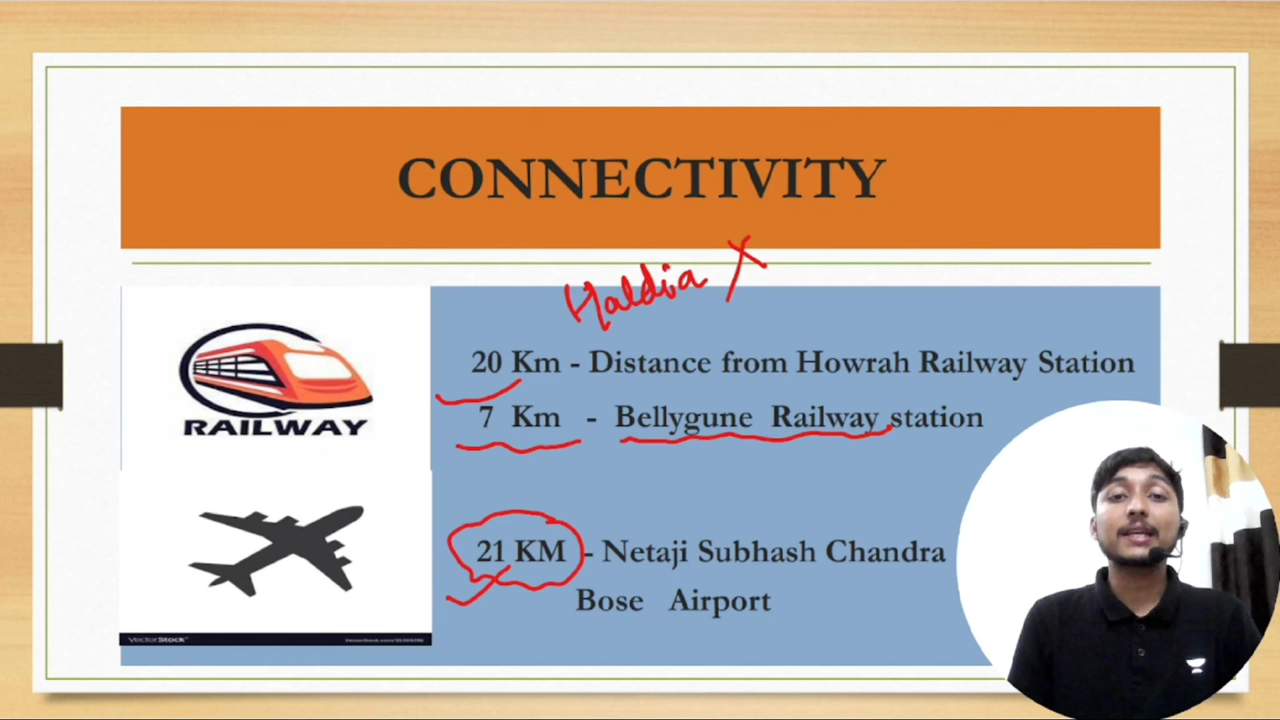 CONNECTIVITY
Haldia X
20 Km - Distance from Howrah Railway Station
7 Km - Bellygune Railway station
RAILWAY
21 KM - Netaji Subhash Chandra
Bose Airport
VectorStock